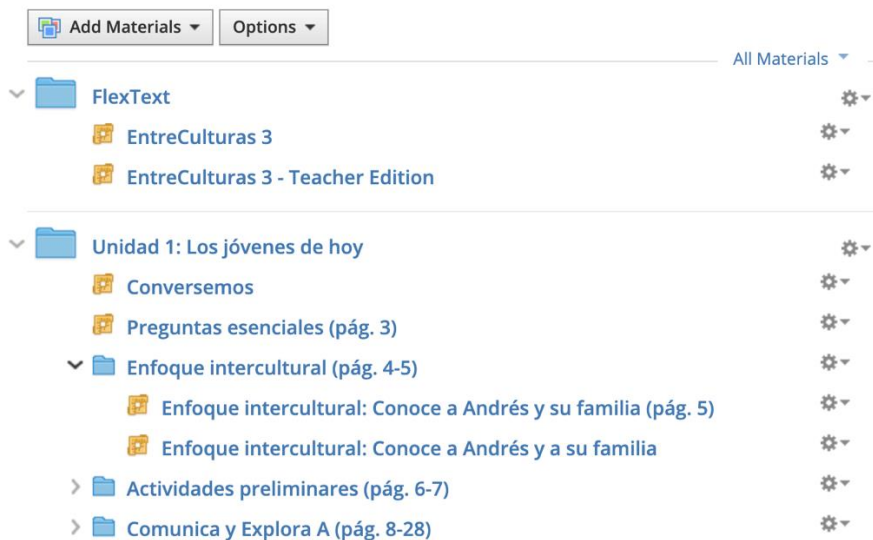 Add Materials
Options
All Materials
FlexText
EntreCulturas 3
EntreCulturas 3 - Teacher Edition
Unidad 1: Los jóvenes de hoy
Conversemos
Preguntas esenciales (pág. 3)
Enfoque intercultural (pág. 4-5)
Enfoque intercultural: Conoce a Andrés y su familia (pág. 5)
Enfoque intercultural: Conoce a Andrés y a su familia
Actividades preliminares (pág. 6-7)
Comunica y Explora A (pág. 8-28)